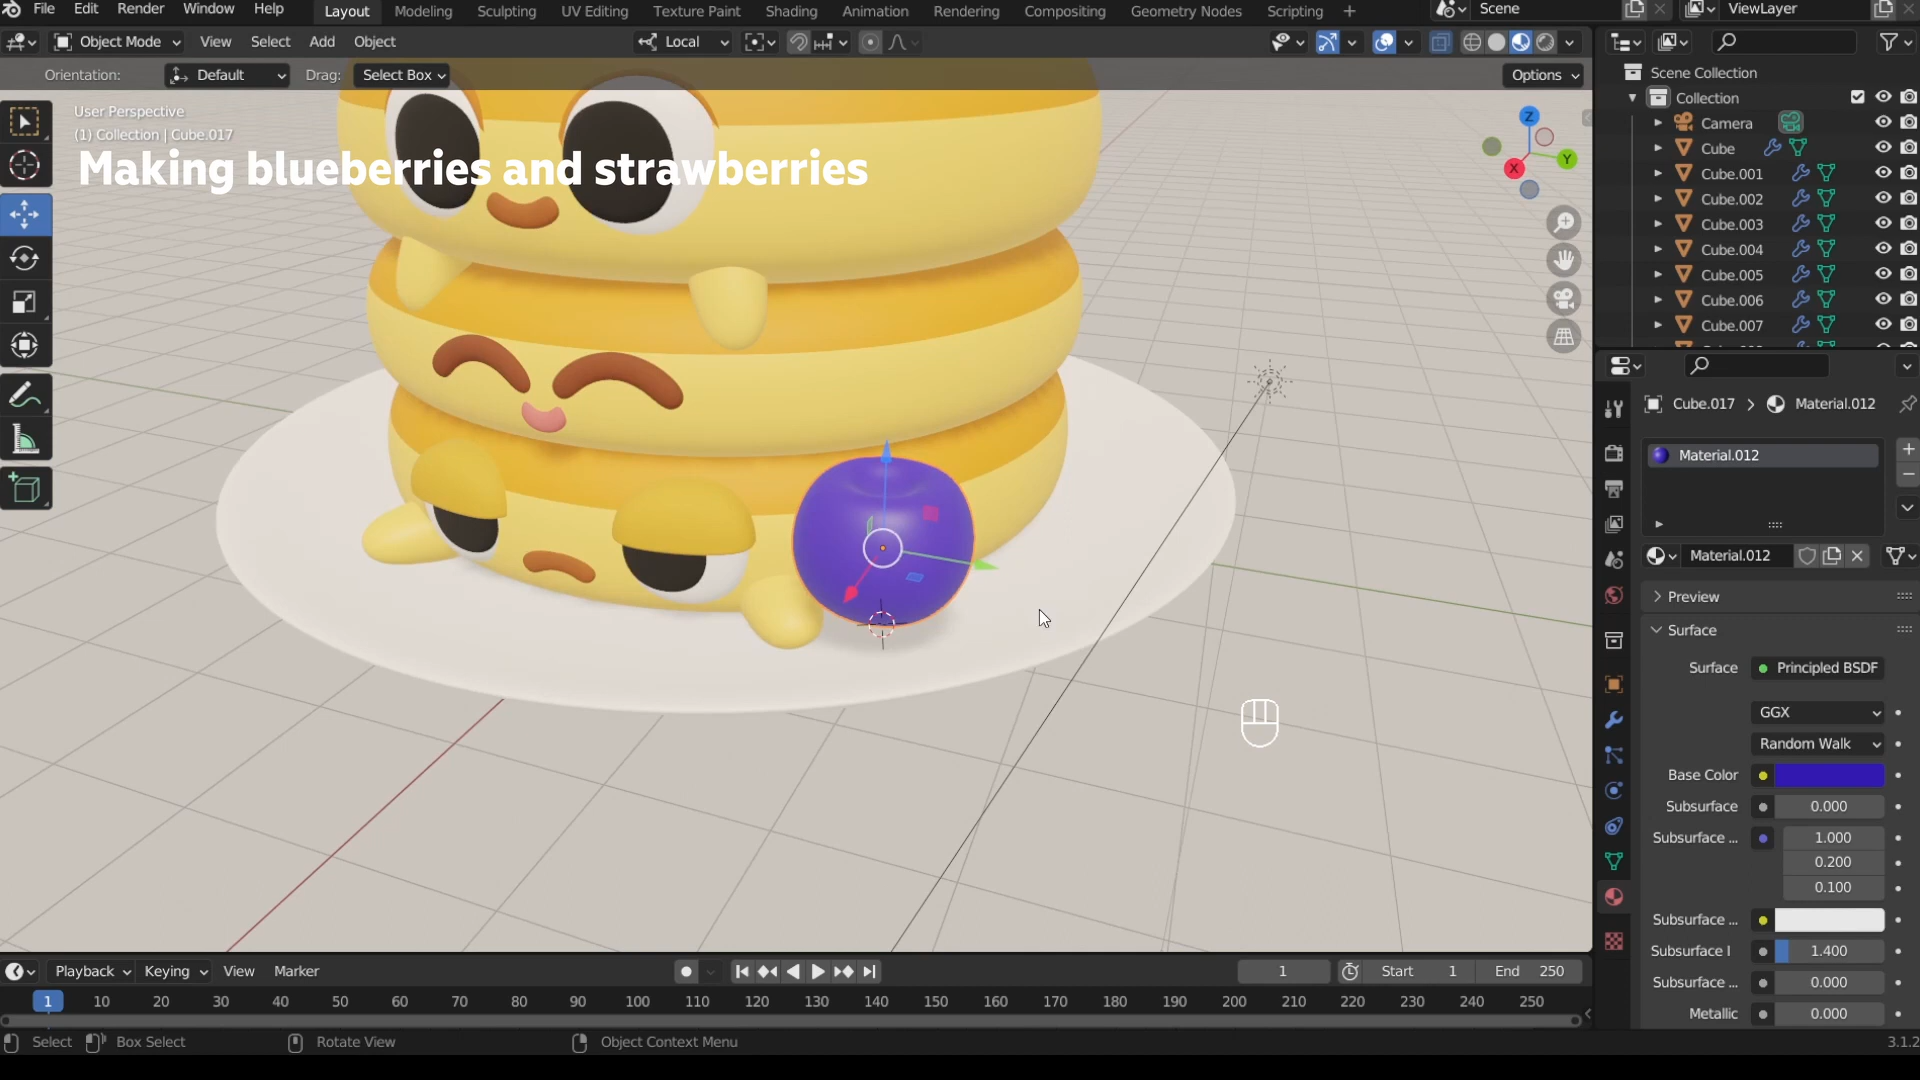 File Edit Render Window Help Layout Modeling Sculpting UV Editing Texture Paint Shading Animation Rendering Compositing Geometry Nodes Scripting + Scene ViewLayer
Object Mode View Select Add Object Local
Orientation: Default Drag: Select Box Options
User Perspective
(1) Collection | Cube.017
Making blueberries and strawberries
Z
Y
X
Scene Collection
Collection
Camera
Cube
Cube.001
Cube.002
Cube.003
Cube.004
Cube.005
Cube.006
Cube.007
Cube.017 > Material.012
Material.012
Material.012
Preview
Surface
Surface Principled BSDF
GGX
Random Walk
Base Color
Subsurface 0.000
Subsurface ... 1.000
0.200
0.100
Subsurface ...
Subsurface I 1.400
Subsurface ... 0.000
Metallic 0.000
Playback Keying View Marker 1 Start 1 End 250
1 10 20 30 40 50 60 70 80 90 100 110 120 130 140 150 160 170 180 190 200 210 220 230 240 250
Select Box Select Rotate View Object Context Menu 3.1.2